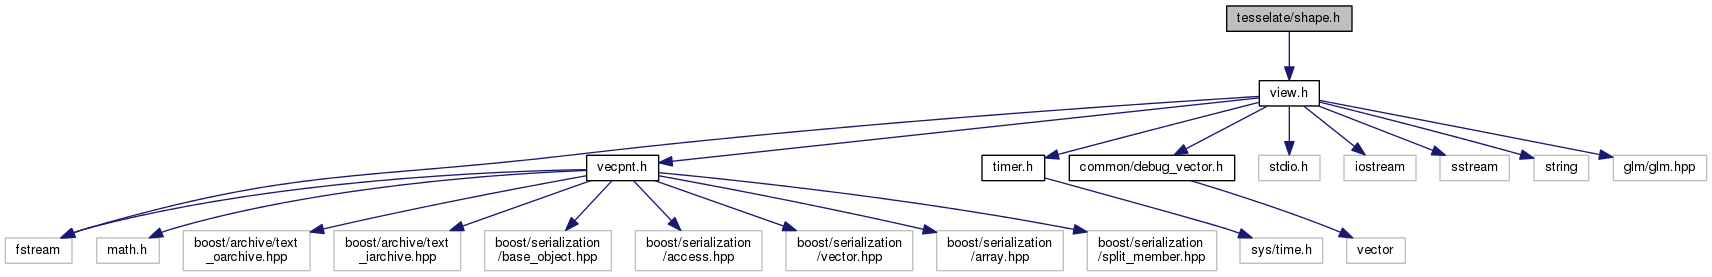 tesselate/shape.h
view.h
vecpnt.h
timer.h
common/debug_vector.h
stdio.h
iostream
sstream
string
glm/glm.hpp
fstream
math.h
boost/archive/text
_oarchive.hpp
boost/archive/text
_iarchive.hpp
boost/serialization
/base_object.hpp
boost/serialization
/access.hpp
boost/serialization
/vector.hpp
boost/serialization
/array.hpp
boost/serialization
/split_member.hpp
sys/time.h
vector